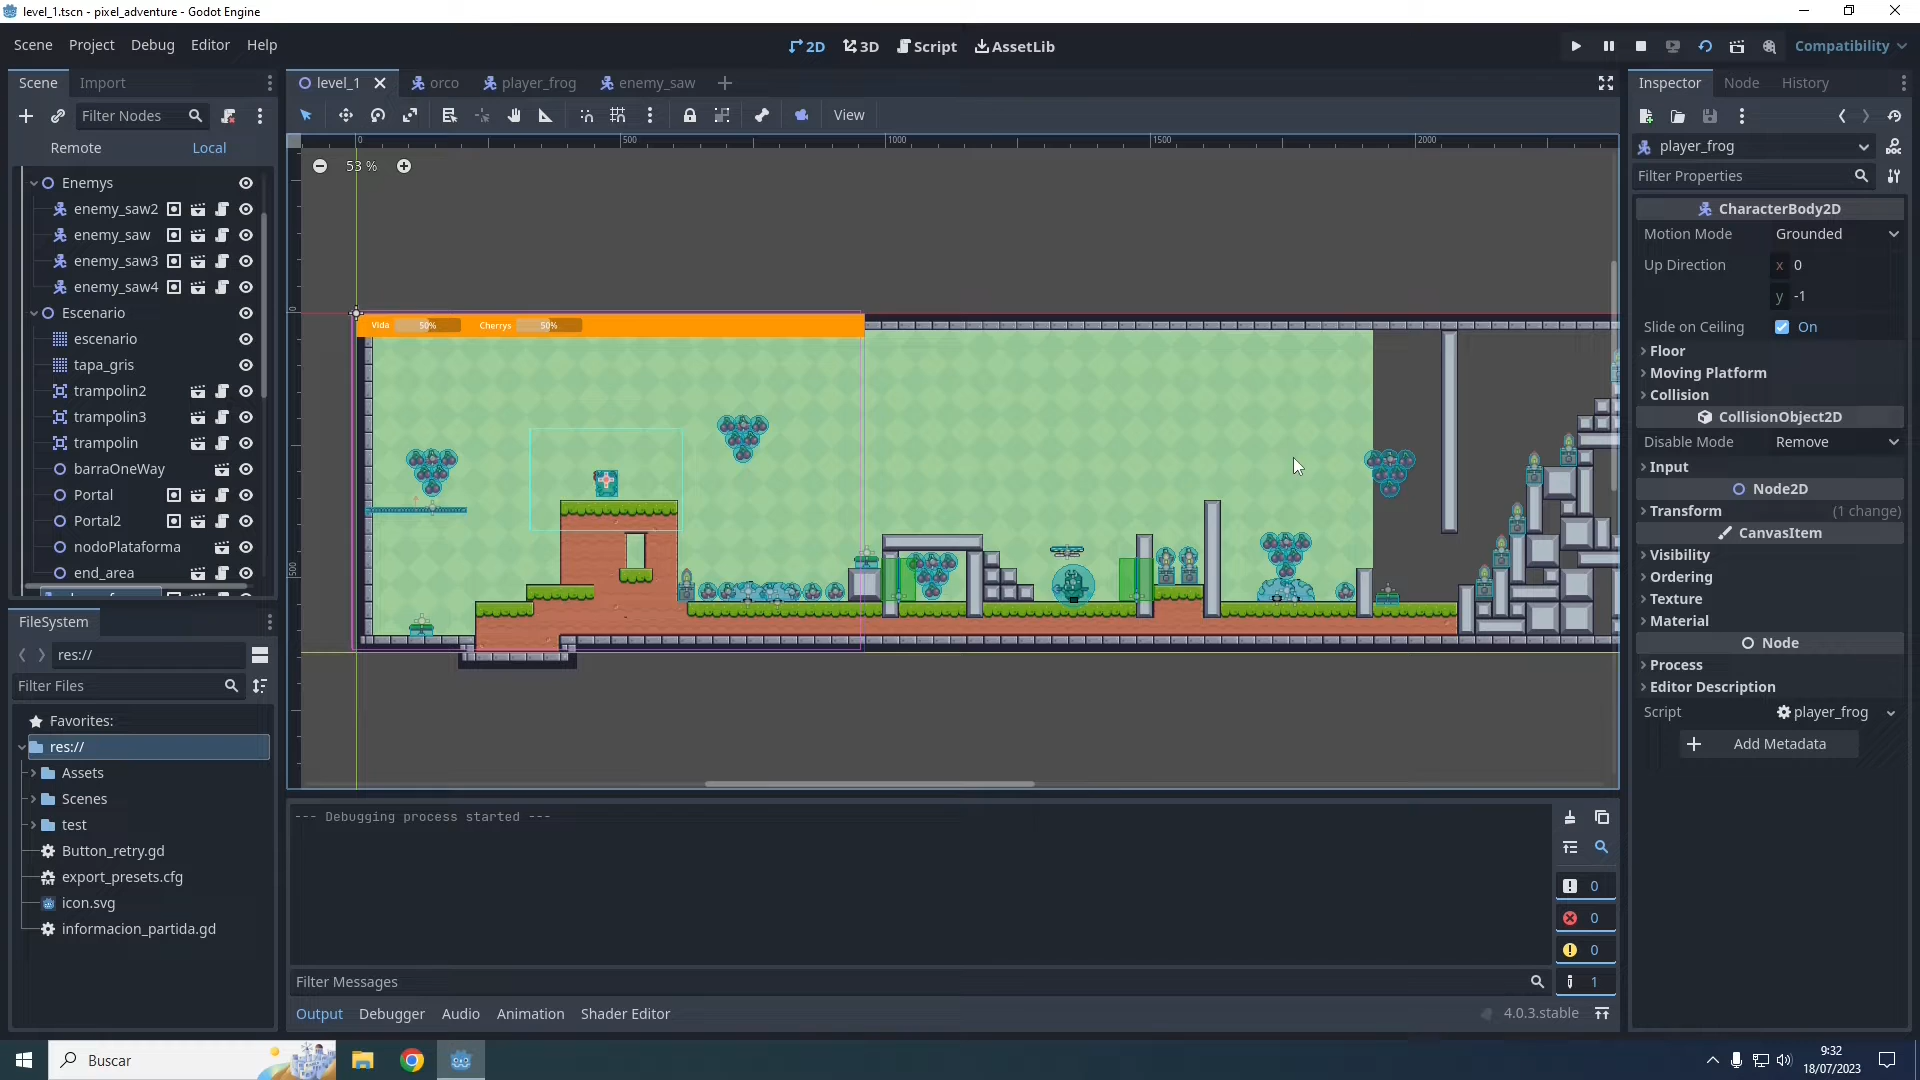 level_1.tscn - pixel_adventure - Godot Engine
Scene Project Debug Editor Help
2D 3D Script AssetLib
Compatibility
Scene Import
level_1 orco player_frog enemy_saw
Inspector Node History
Filter Nodes
View
Remote Local
player_frog
Filter Properties
Enemys
enemy_saw2
enemy_saw
enemy_saw3
enemy_saw4
Escenario
escenario
tapa_gris
trampolin2
trampolin3
trampolin
barraOneWay
Portal
Portal2
nodoPlataforma
end_area
0 500 1000 1500 2000
53 %
0
500
Vida 50% Cherrys 50%
CharacterBody2D
Motion Mode Grounded
Up Direction x 0
y -1
Slide on Ceiling On
Floor
Moving Platform
Collision
CollisionObject2D
Disable Mode Remove
Input
Node2D
Transform (1 change)
CanvasItem
Visibility
Ordering
Texture
Material
Node
Process
Editor Description
Script player_frog
Add Metadata
FileSystem
res://
Filter Files
Favorites:
res://
Assets
Scenes
test
Button_retry.gd
export_presets.cfg
icon.svg
informacion_partida.gd
--- Debugging process started ---
0
0
0
1
Filter Messages
Output Debugger Audio Animation Shader Editor
4.0.3.stable
Buscar
9:32
18/07/2023